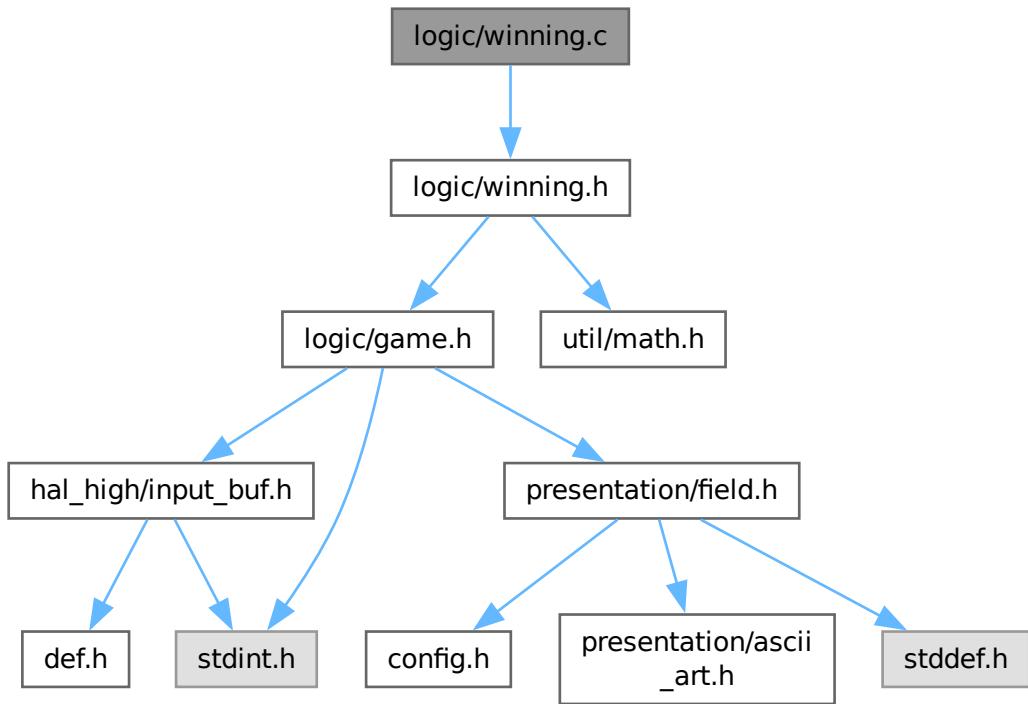 logic/winning.c
logic/winning.h
logic/game.h
util/math.h
hal_high/input_buf.h
presentation/field.h
def.h
stdint.h
config.h
presentation/ascii
_art.h
stddef.h